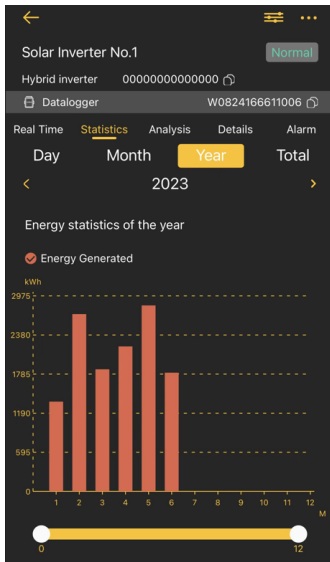 Solar Inverter No.1 Normal
Hybrid inverter 00000000000000
Datalogger W0824166611006
Real Time Statistics Analysis Details Alarm
Day Month Year Total
< 2023 >
Energy statistics of the year
Energy Generated
kWh
2975
2380
1785
1190
595
0
1 2 3 4 5 6 7 8 9 10 11 12
M
0 12